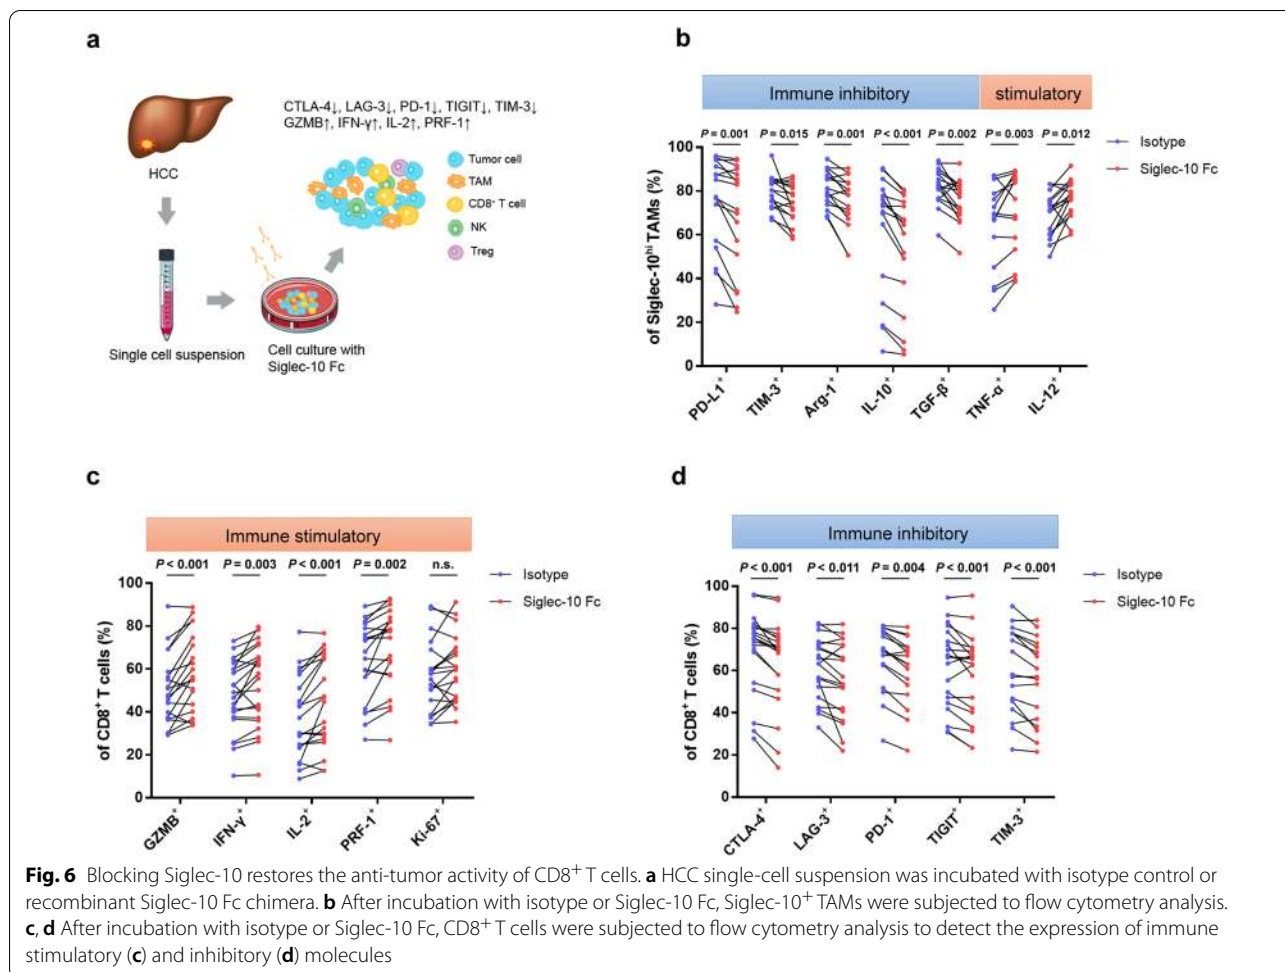 a
CTLA-4↓, LAG-3↓, PD-1↓, TIGIT↓, TIM-3↓
GZMB↑, IFN-γ↑, IL-2↑, PRF-1↑
HCC
Tumor cell
TAM
CD8⁺ T cell
NK
Treg
Single cell suspension
Cell culture with
Siglec-10 Fc
b
Immune inhibitory
stimulatory
P = 0.001 P = 0.015 P = 0.001 P < 0.001 P = 0.002 P = 0.003 P = 0.012
Isotype
Siglec-10 Fc
of Siglec-10ʰⁱ TAMs (%)
100
80
60
40
20
0
PD-L1⁺ TIM-3⁺ Arg-1⁺ IL-10⁺ TGF-β⁺ TNF-α⁺ IL-12⁺
c
Immune stimulatory
P < 0.001 P = 0.003 P < 0.001 P = 0.002 n.s.
Isotype
Siglec-10 Fc
of CD8⁺ T cells (%)
100
80
60
40
20
0
GZMB⁺ IFN-γ⁺ IL-2⁺ PRF-1⁺ Ki-67⁺
d
Immune inhibitory
P < 0.001 P < 0.011 P = 0.004 P < 0.001 P < 0.001
Isotype
Siglec-10 Fc
of CD8⁺ T cells (%)
100
80
60
40
20
0
CTLA-4⁺ LAG-3⁺ PD-1⁺ TIGIT⁺ TIM-3⁺
Fig. 6 Blocking Siglec-10 restores the anti-tumor activity of CD8⁺ T cells. a HCC single-cell suspension was incubated with isotype control or
recombinant Siglec-10 Fc chimera. b After incubation with isotype or Siglec-10 Fc, Siglec-10⁺ TAMs were subjected to flow cytometry analysis.
c, d After incubation with isotype or Siglec-10 Fc, CD8⁺ T cells were subjected to flow cytometry analysis to detect the expression of immune
stimulatory (c) and inhibitory (d) molecules